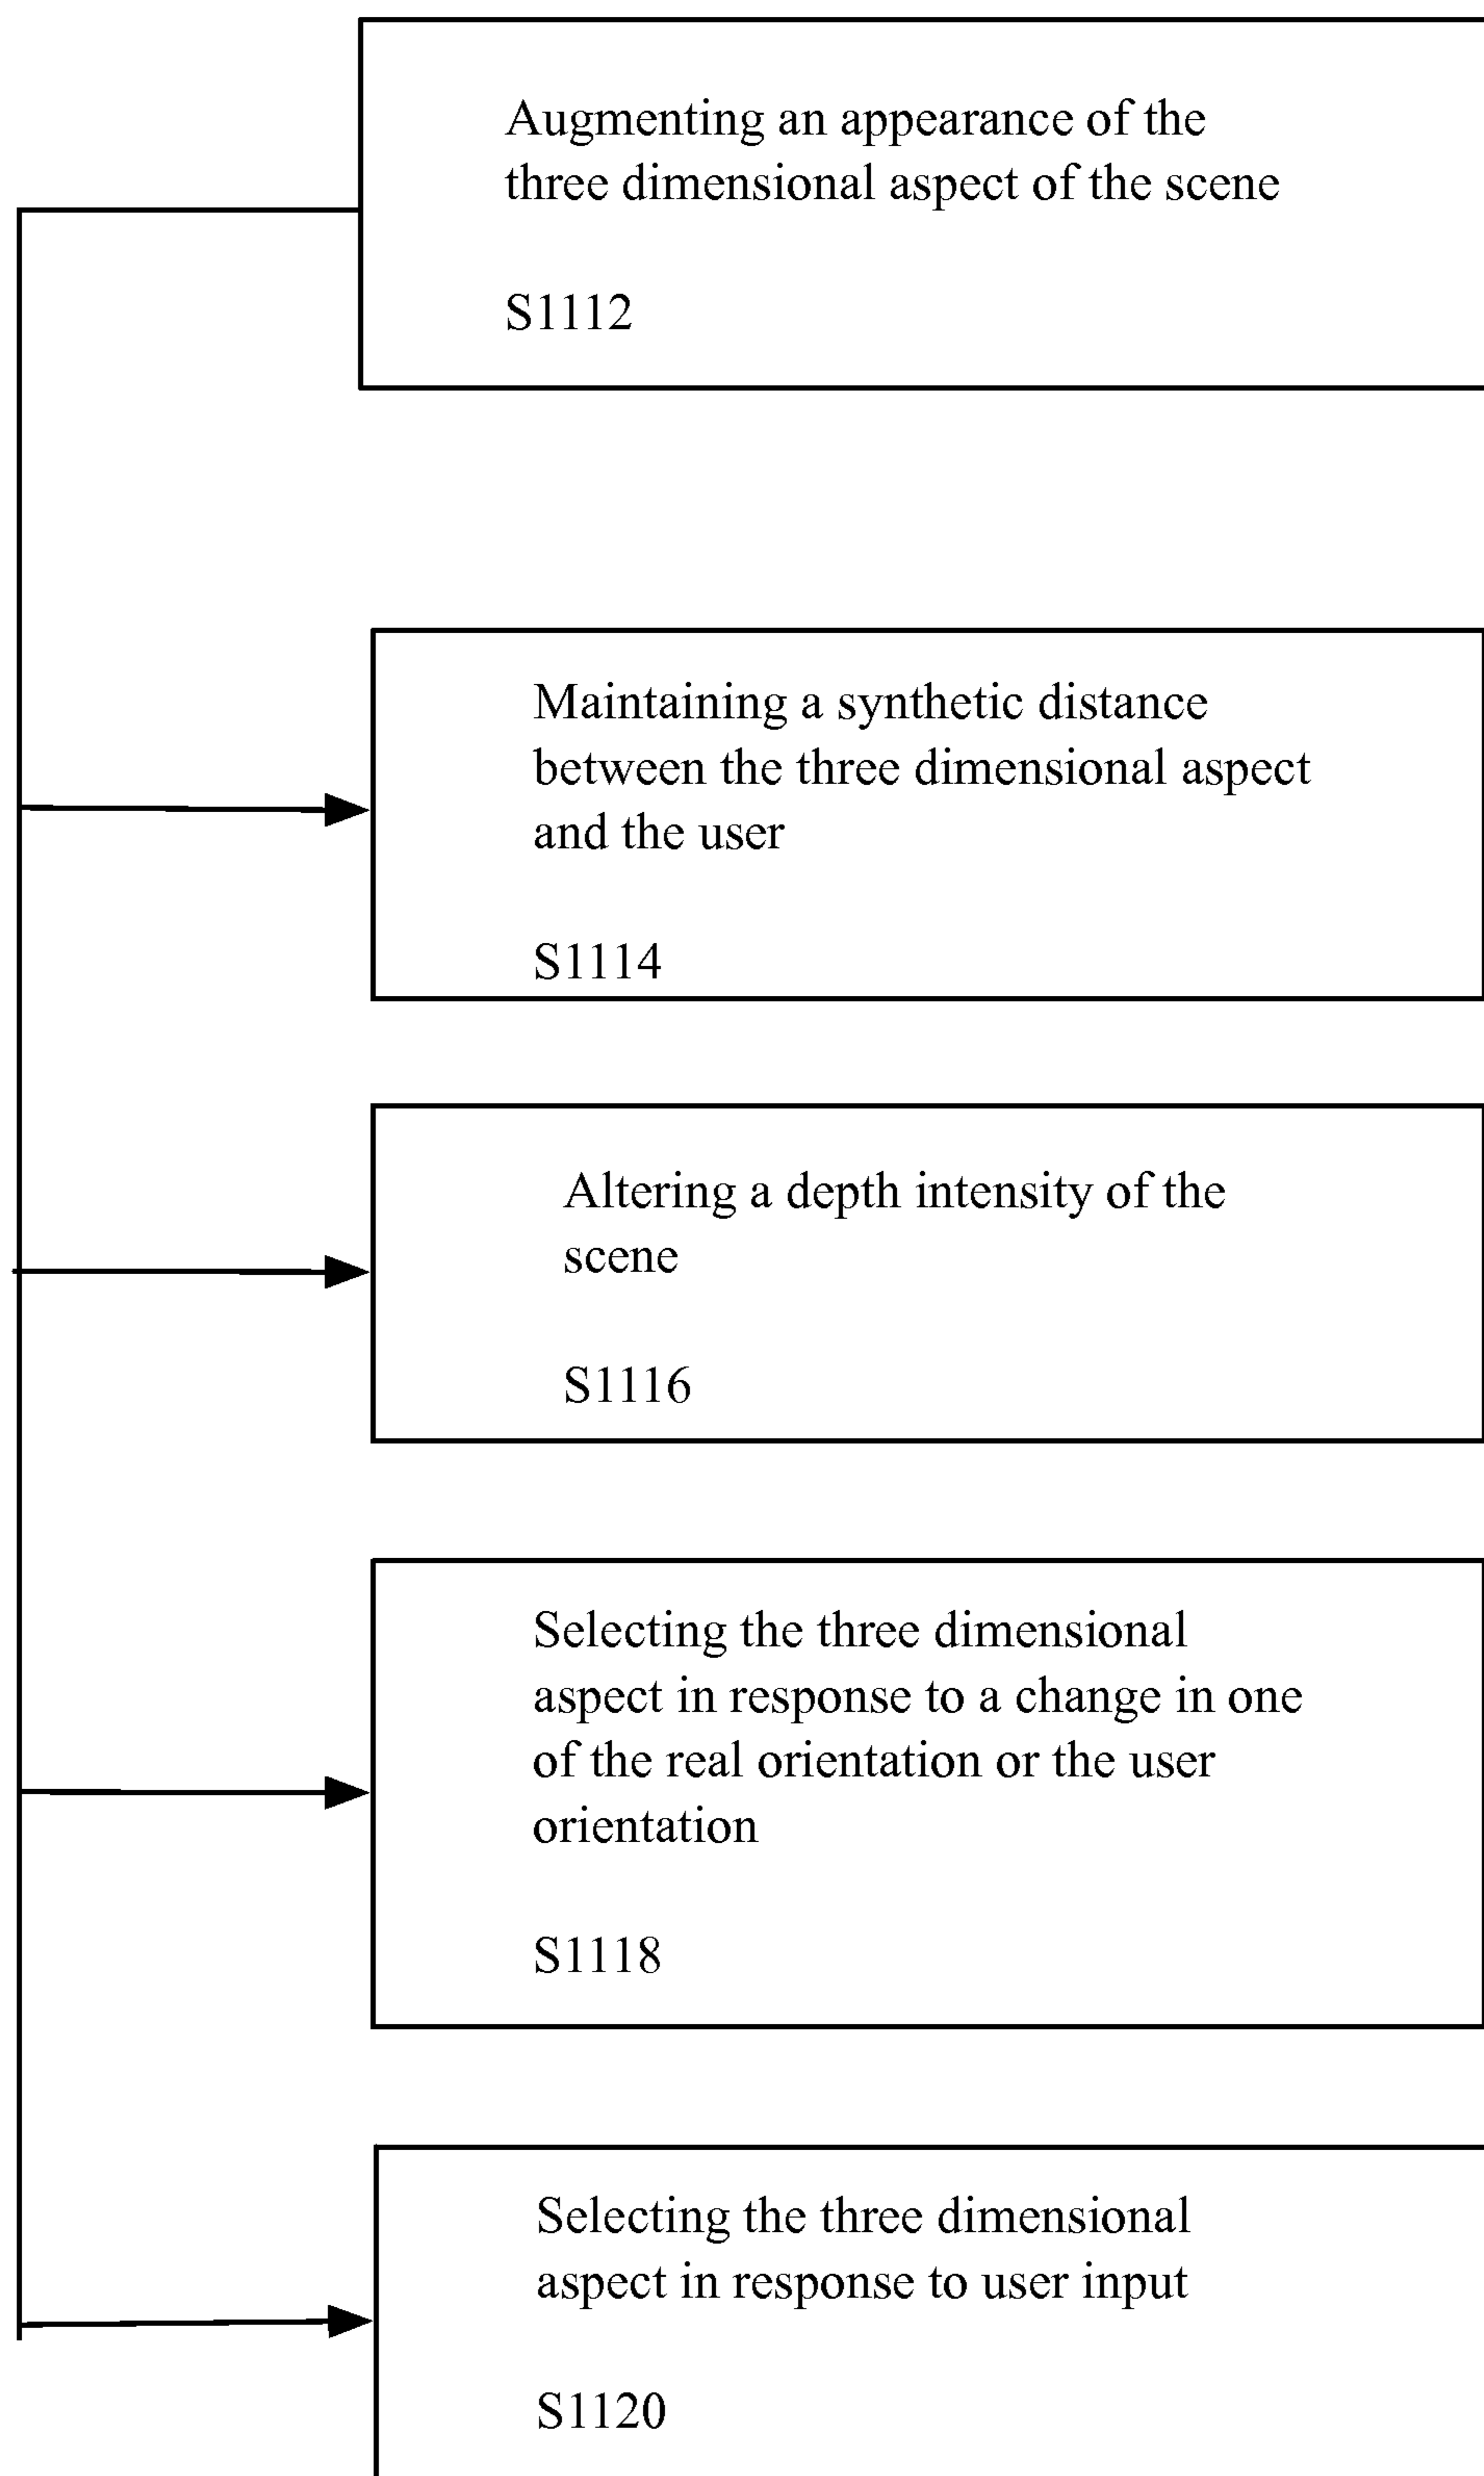 Augmenting an appearance of the
three dimensional aspect of the scene
S1112
Maintaining a synthetic distance
between the three dimensional aspect
and the user
S1114
Altering a depth intensity of the
scene
S1116
Selecting the three dimensional
aspect in response to a change in one
of the real orientation or the user
orientation
S1118
Selecting the three dimensional
aspect in response to user input
S1120